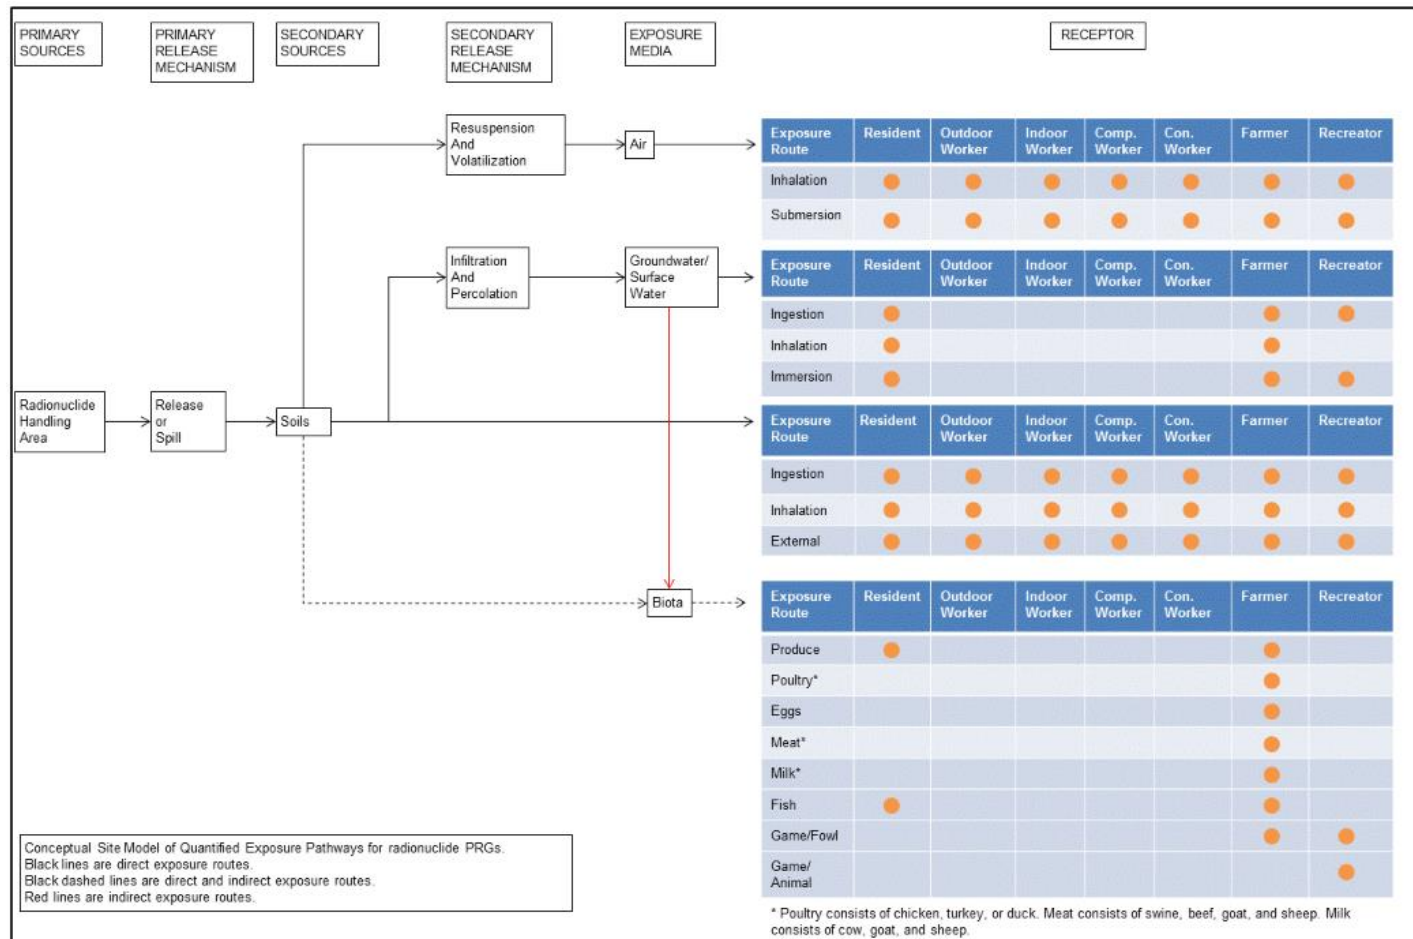 PRIMARY
SOURCES
PRIMARY
RELEASE
MECHANISM
SECONDARY
SOURCES
SECONDARY
RELEASE
MECHANISM
EXPOSURE
MEDIA
RECEPTOR
Resuspension
And
Volatilization
Air
Exposure Resident Outdoor Indoor Comp. Con. Farmer Recreator
Route Worker Worker Worker Worker
Inhalation
Submersion
Infiltration
And
Percolation
Groundwater/
Surface
Water
Exposure Resident Outdoor Indoor Comp. Con. Farmer Recreator
Route Worker Worker Worker Worker
Ingestion
Inhalation
Immersion
Radionuclide
Handling
Area
Release
or
Spill
Soils
Exposure Resident Outdoor Indoor Comp. Con. Farmer Recreator
Route Worker Worker Worker Worker
Ingestion
Inhalation
External
Biota
Exposure Resident Outdoor Indoor Comp. Con. Farmer Recreator
Route Worker Worker Worker Worker
Produce
Poultry*
Eggs
Meat*
Milk*
Fish
Game/Fowl
Game/
Animal
Conceptual Site Model of Quantified Exposure Pathways for radionuclide PRGs.
Black lines are direct exposure routes.
Black dashed lines are direct and indirect exposure routes.
Red lines are indirect exposure routes.
* Poultry consists of chicken, turkey, or duck. Meat consists of swine, beef, goat, and sheep. Milk
consists of cow, goat, and sheep.